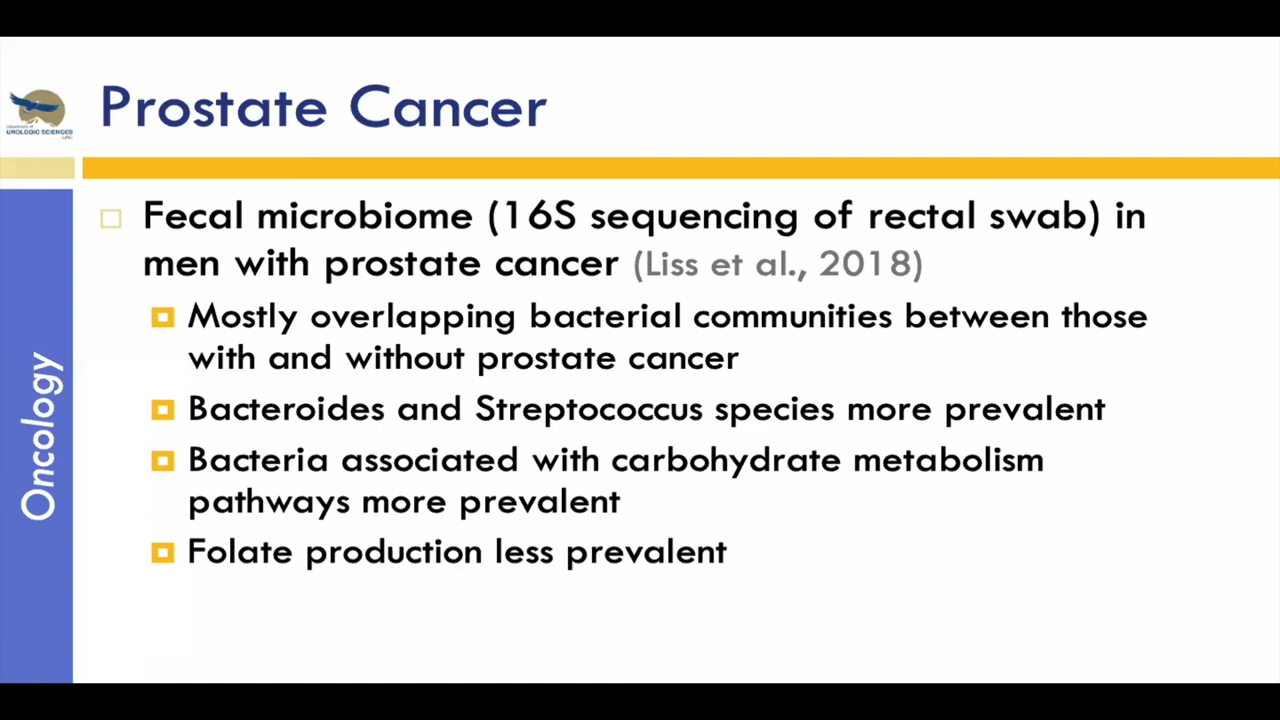 Prostate Cancer
UROLOGIC SCIENCES
Fecal microbiome (16S sequencing of rectal swab) in
men with prostate cancer (Liss et al., 2018)
Mostly overlapping bacterial communities between those
with and without prostate cancer
Bacteroides and Streptococcus species more prevalent
Bacteria associated with carbohydrate metabolism
pathways more prevalent
Folate production less prevalent
Oncology